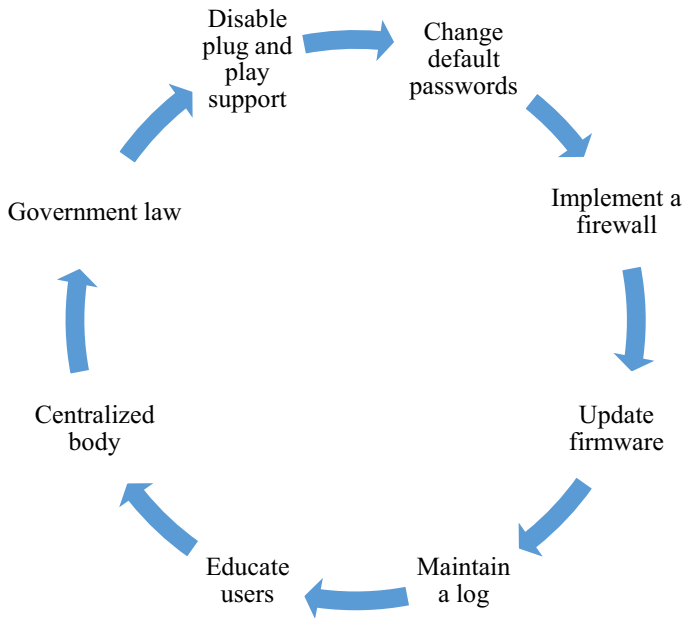 Disable
plug and
play
support
Change
default
passwords
Implement a
firewall
Update
firmware
Maintain
a log
Educate
users
Centralized
body
Government law